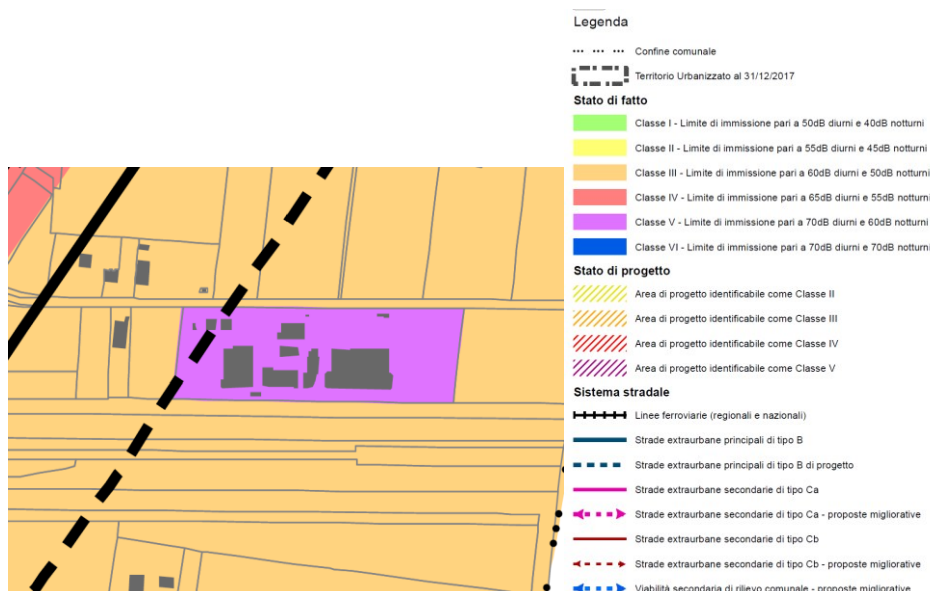 Legenda
Confine comunale
Territorio Urbanizzato al 31/12/2017
Stato di fatto
Classe I - Limite di immissione pari a 50dB diurni e 40dB notturni
Classe II - Limite di immissione pari a 55dB diurni e 45dB notturni
Classe III - Limite di immissione pari a 60dB diurni e 50dB notturni
Classe IV - Limite di immissione pari a 65dB diurni e 55dB notturni
Classe V - Limite di immissione pari a 70dB diurni e 60dB notturni
Classe VI - Limite di immissione pari a 70dB diurni e 70dB notturni
Stato di progetto
Area di progetto identificabile come Classe II
Area di progetto identificabile come Classe III
Area di progetto identificabile come Classe IV
Area di progetto identificabile come Classe V
Sistema stradale
Linee ferroviarie (regionali e nazionali)
Strade extraurbane principali di tipo B
Strade extraurbane principali di tipo B di progetto
Strade extraurbane secondarie di tipo Ca
Strade extraurbane secondarie di tipo Ca - proposte migliorative
Strade extraurbane secondarie di tipo Cb
Strade extraurbane secondarie di tipo Cb - proposte migliorative
Viabilità secondaria di rilievo comunale - proposte migliorative